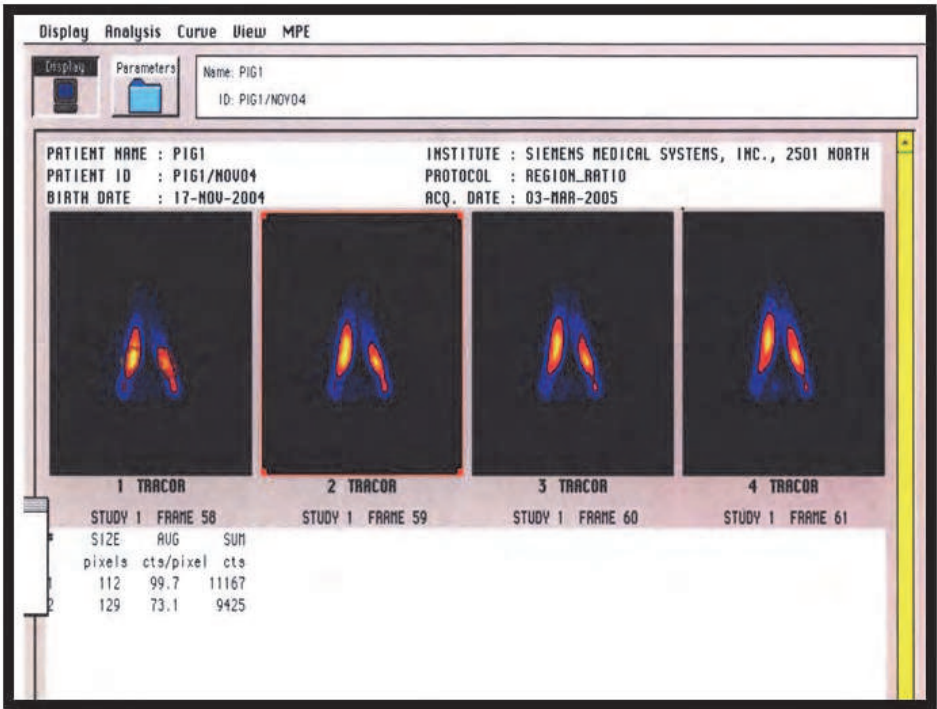 Display Analysis Curve View MPE
Display Parameters
Name: PIG1
ID: PIG1/NOV04
PATIENT NAME : PIG1 INSTITUTE : SIEMENS MEDICAL SYSTEMS, INC., 2501 NORTH
PATIENT ID : PIG1/NOV04 PROTOCOL : REGION_RATIO
BIRTH DATE : 17-NOV-2004 ACQ. DATE : 03-MAR-2005
1 TRACOR 2 TRACOR 3 TRACOR 4 TRACOR
STUDY 1 FRAME 58 STUDY 1 FRAME 59 STUDY 1 FRAME 60 STUDY 1 FRAME 61
SIZE AVG SUM
pixels cts/pixel cts
1 112 99.7 11167
2 129 73.1 9425